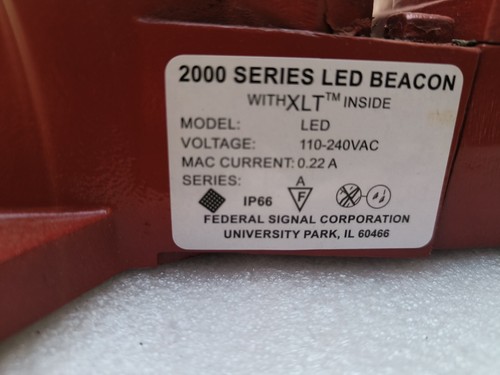 2000 SERIES LED BEACON
WITH XLT™ INSIDE
MODEL: LED
VOLTAGE: 110-240VAC
MAC CURRENT: 0.22 A
SERIES: A
IP66 F
FEDERAL SIGNAL CORPORATION
UNIVERSITY PARK, IL 60466